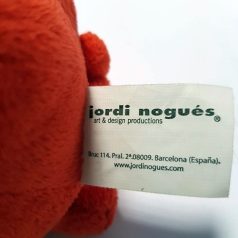 jordi nogués®
art & design productions
Bruc 114. Pral. 2ª.08009. Barcelona (España).
www.jordinogues.com